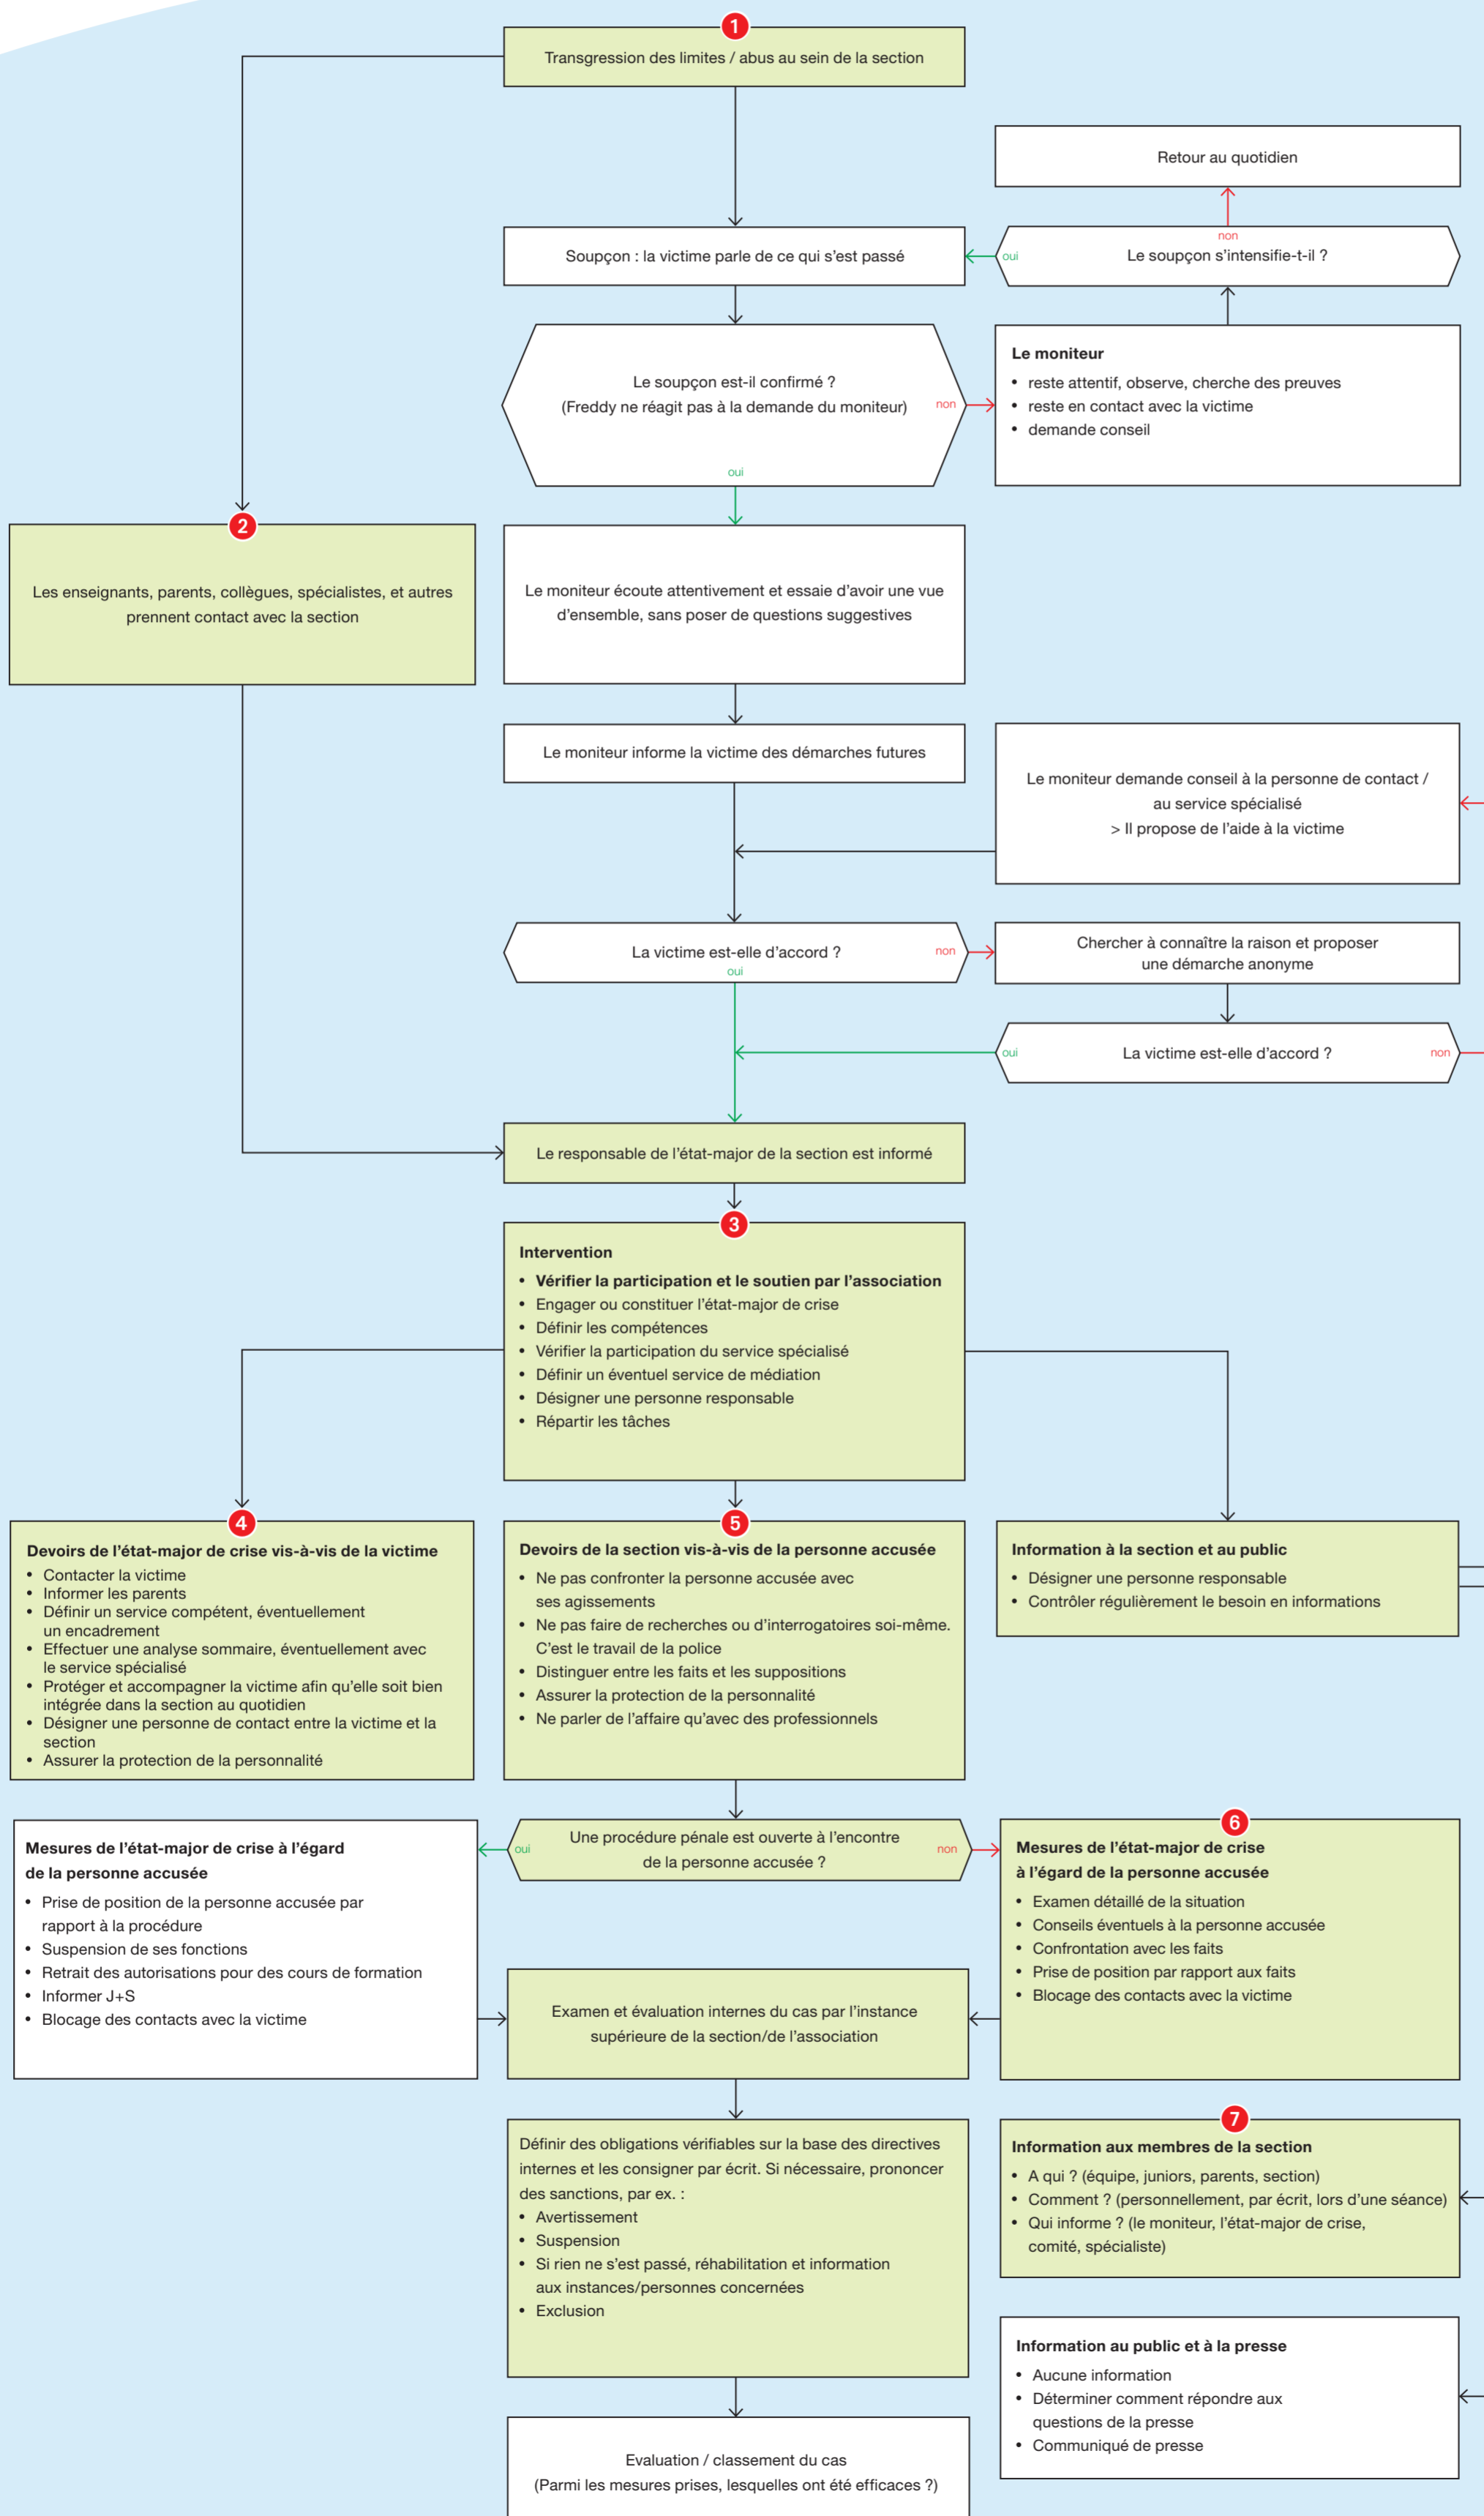 1
Transgression des limites / abus au sein de la section
Retour au quotidien
Soupçon : la victime parle de ce qui s'est passé
oui
non
Le soupçon s'intensifie-t-il ?
Le soupçon est-il confirmé ?
(Freddy ne réagit pas à la demande du moniteur)
non
oui
Le moniteur
• reste attentif, observe, cherche des preuves
• reste en contact avec la victime
• demande conseil
2
Les enseignants, parents, collègues, spécialistes, et autres
prennent contact avec la section
Le moniteur écoute attentivement et essaie d'avoir une vue
d'ensemble, sans poser de questions suggestives
Le moniteur informe la victime des démarches futures
Le moniteur demande conseil à la personne de contact /
au service spécialisé
> Il propose de l'aide à la victime
La victime est-elle d'accord ?
non
oui
Chercher à connaître la raison et proposer
une démarche anonyme
oui
La victime est-elle d'accord ?
non
Le responsable de l'état-major de la section est informé
3
Intervention
• Vérifier la participation et le soutien par l'association
• Engager ou constituer l'état-major de crise
• Définir les compétences
• Vérifier la participation du service spécialisé
• Définir un éventuel service de médiation
• Désigner une personne responsable
• Répartir les tâches
4
Devoirs de l'état-major de crise vis-à-vis de la victime
• Contacter la victime
• Informer les parents
• Définir un service compétent, éventuellement
un encadrement
• Effectuer une analyse sommaire, éventuellement avec
le service spécialisé
• Protéger et accompagner la victime afin qu'elle soit bien
intégrée dans la section au quotidien
• Désigner une personne de contact entre la victime et la
section
• Assurer la protection de la personnalité
5
Devoirs de la section vis-à-vis de la personne accusée
• Ne pas confronter la personne accusée avec
ses agissements
• Ne pas faire de recherches ou d'interrogatoires soi-même.
C'est le travail de la police
• Distinguer entre les faits et les suppositions
• Assurer la protection de la personnalité
• Ne parler de l'affaire qu'avec des professionnels
Information à la section et au public
• Désigner une personne responsable
• Contrôler régulièrement le besoin en informations
oui
Une procédure pénale est ouverte à l'encontre
de la personne accusée ?
non
Mesures de l'état-major de crise à l'égard
de la personne accusée
• Prise de position de la personne accusée par
rapport à la procédure
• Suspension de ses fonctions
• Retrait des autorisations pour des cours de formation
• Informer J+S
• Blocage des contacts avec la victime
6
Mesures de l'état-major de crise
à l'égard de la personne accusée
• Examen détaillé de la situation
• Conseils éventuels à la personne accusée
• Confrontation avec les faits
• Prise de position par rapport aux faits
• Blocage des contacts avec la victime
Examen et évaluation internes du cas par l'instance
supérieure de la section/de l'association
Définir des obligations vérifiables sur la base des directives
internes et les consigner par écrit. Si nécessaire, prononcer
des sanctions, par ex. :
• Avertissement
• Suspension
• Si rien ne s'est passé, réhabilitation et information
aux instances/personnes concernées
• Exclusion
7
Information aux membres de la section
• A qui ? (équipe, juniors, parents, section)
• Comment ? (personnellement, par écrit, lors d'une séance)
• Qui informe ? (le moniteur, l'état-major de crise,
comité, spécialiste)
Information au public et à la presse
• Aucune information
• Déterminer comment répondre aux
questions de la presse
• Communiqué de presse
Evaluation / classement du cas
(Parmi les mesures prises, lesquelles ont été efficaces ?)